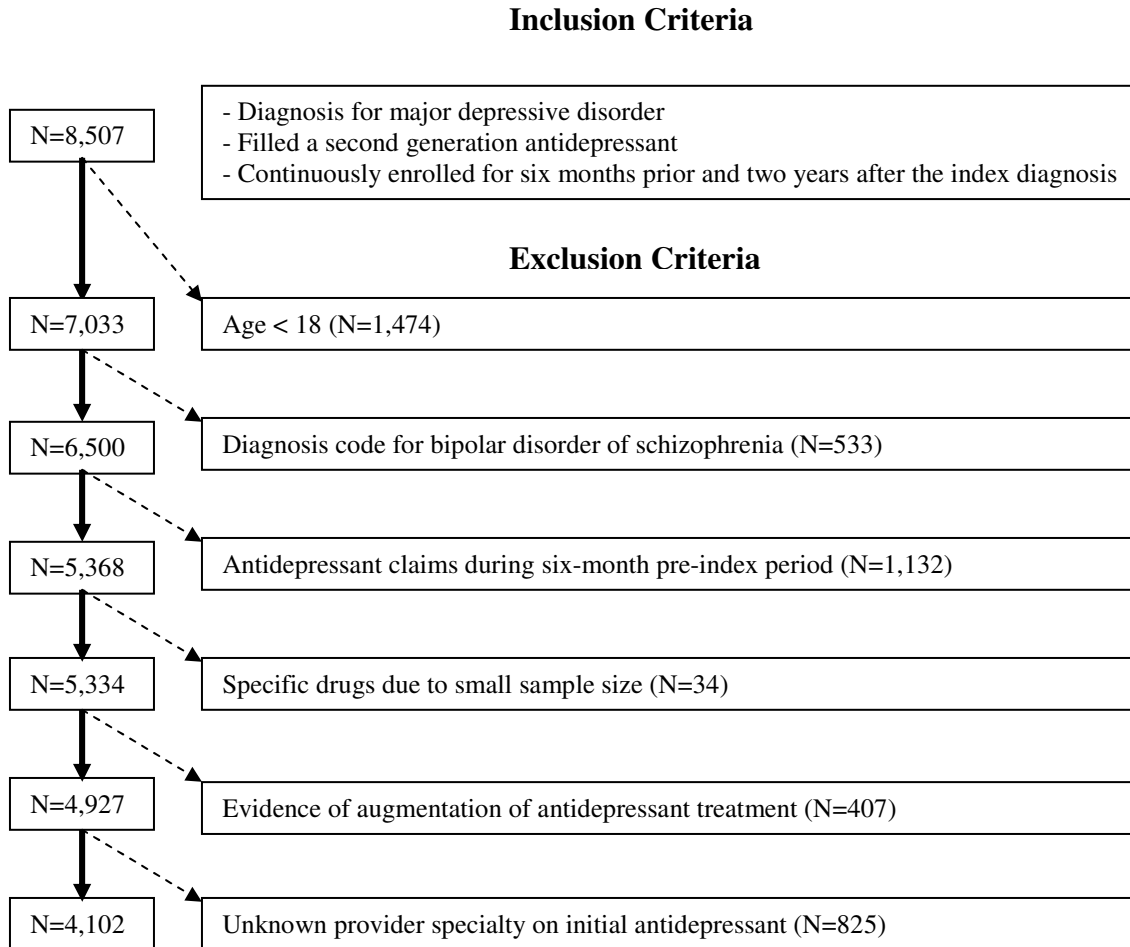 Inclusion Criteria
N=8,507
- Diagnosis for major depressive disorder
- Filled a second generation antidepressant
- Continuously enrolled for six months prior and two years after the index diagnosis
Exclusion Criteria
N=7,033
Age < 18 (N=1,474)
N=6,500
Diagnosis code for bipolar disorder of schizophrenia (N=533)
N=5,368
Antidepressant claims during six-month pre-index period (N=1,132)
N=5,334
Specific drugs due to small sample size (N=34)
N=4,927
Evidence of augmentation of antidepressant treatment (N=407)
N=4,102
Unknown provider specialty on initial antidepressant (N=825)